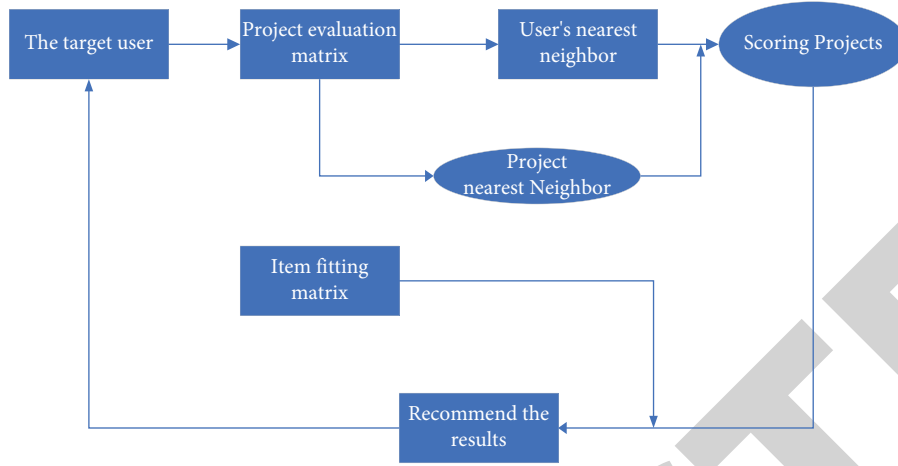 The target user
Project evaluation
matrix
User's nearest
neighbor
Scoring Projects
Project
nearest Neighbor
Item fitting
matrix
Recommend the
results